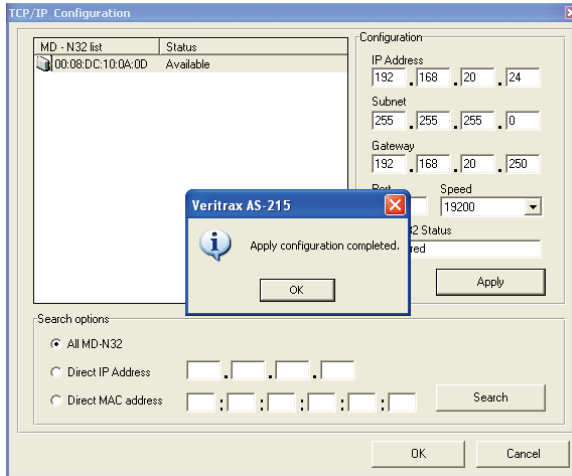 TCP/IP Configuration
MD - N32 list Status
00:08:DC:10:0A:0D Available
Configuration
IP Address
192 . 168 . 20 . 24
Subnet
255 . 255 . 255 . 0
Gateway
192 . 168 . 20 . 250
Speed
19200
Status
Apply
Veritrax AS-215
Apply configuration completed.
OK
Search options
All MD-N32
Direct IP Address
. . .
Direct MAC address
: : : : :
Search
OK Cancel